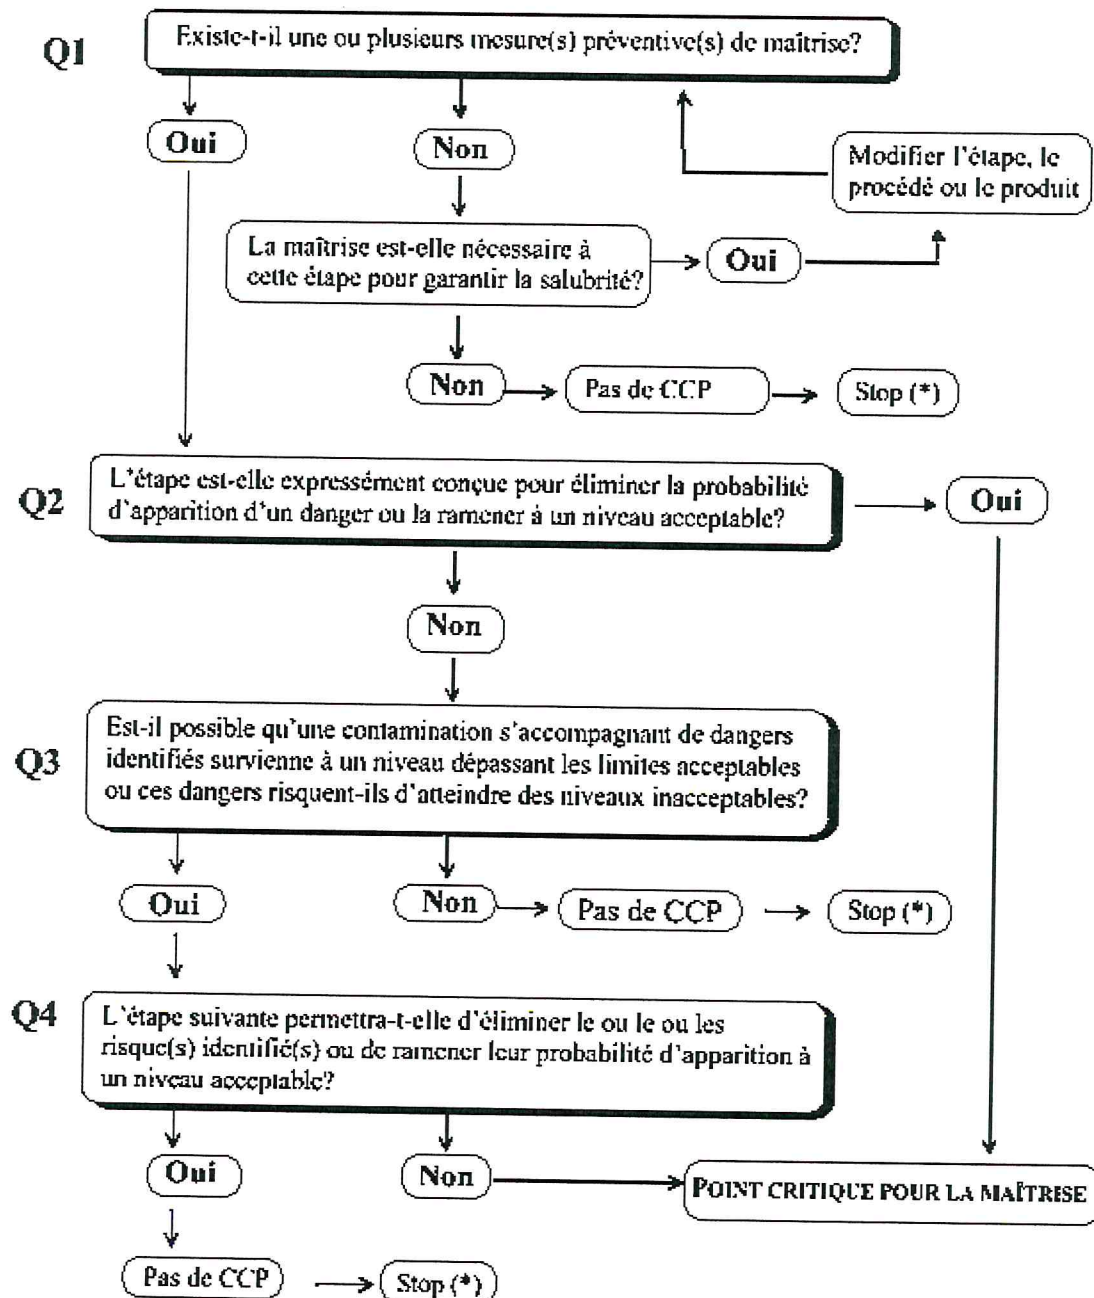 Q1
Existe-t-il une ou plusieurs mesure(s) préventive(s) de maîtrise?
Oui
Non
Modifier l'étape, le
procédé ou le produit
La maîtrise est-elle nécessaire à
cette étape pour garantir la salubrité?
Oui
Non
Pas de CCP
Stop (*)
Q2
L'étape est-elle expressément conçue pour éliminer la probabilité
d'apparition d'un danger ou la ramener à un niveau acceptable?
Oui
Non
Q3
Est-il possible qu'une contamination s'accompagnant de dangers
identifiés survienne à un niveau dépassant les limites acceptables
ou ces dangers risquent-ils d'atteindre des niveaux inacceptables?
Oui
Non
Pas de CCP
Stop (*)
Q4
L'étape suivante permettra-t-elle d'éliminer le ou le ou les
risque(s) identifié(s) ou de ramener leur probabilité d'apparition à
un niveau acceptable?
Oui
Non
POINT CRITIQUE POUR LA MAÎTRISE
Pas de CCP
Stop (*)